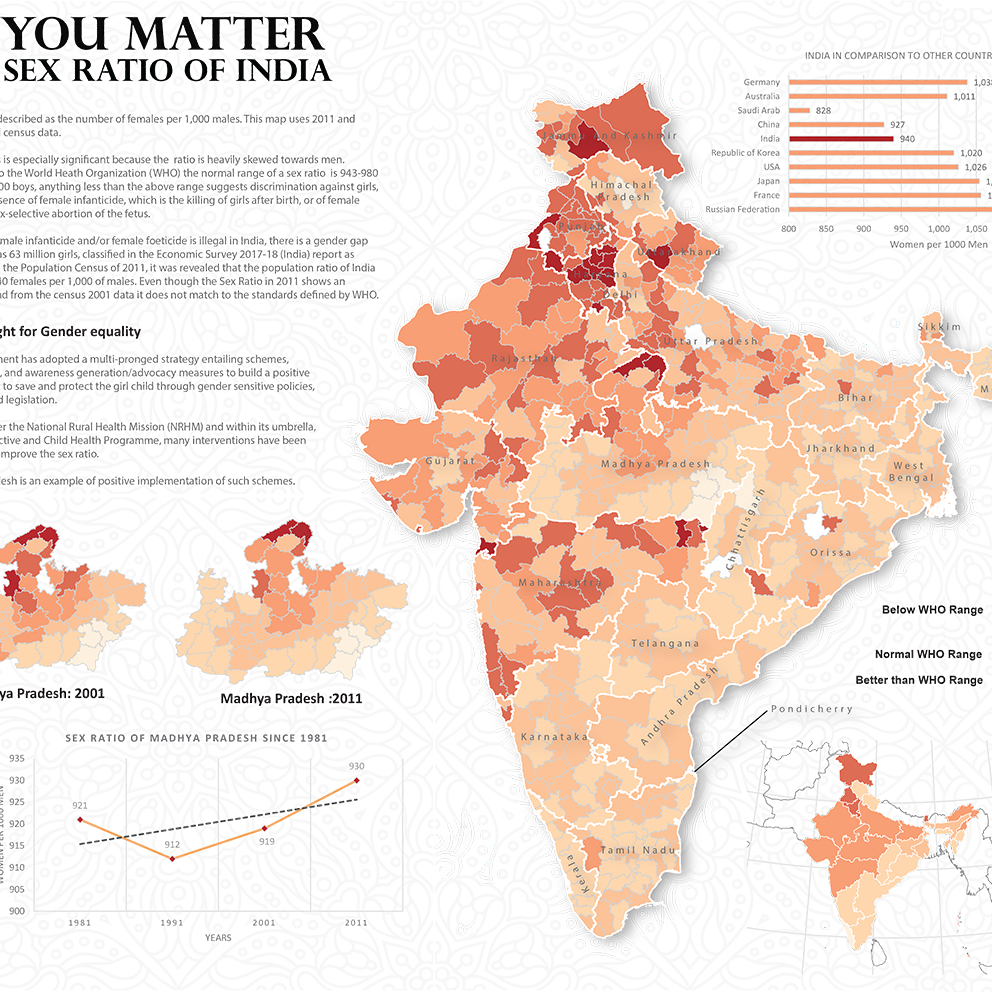 YOU MATTER
SEX RATIO OF INDIA
described as the number of females per 1,000 males. This map uses 2011 and
census data.
is especially significant because the ratio is heavily skewed towards men.
o the World Heath Organization (WHO) the normal range of a sex ratio is 943-980
00 boys, anything less than the above range suggests discrimination against girls,
sence of female infanticide, which is the killing of girls after birth, or of female
x-selective abortion of the fetus.
male infanticide and/or female foeticide is illegal in India, there is a gender gap
s 63 million girls, classified in the Economic Survey 2017-18 (India) report as
the Population Census of 2011, it was revealed that the population ratio of India
40 females per 1,000 of males. Even though the Sex Ratio in 2011 shows an
nd from the census 2001 data it does not match to the standards defined by WHO.
ght for Gender equality
ment has adopted a multi-pronged strategy entailing schemes,
, and awareness generation/advocacy measures to build a positive
t to save and protect the girl child through gender sensitive policies,
d legislation.
er the National Rural Health Mission (NRHM) and within its umbrella,
ctive and Child Health Programme, many interventions have been
improve the sex ratio.
desh is an example of positive implementation of such schemes.
ya Pradesh: 2001
Madhya Pradesh :2011
SEX RATIO OF MADHYA PRADESH SINCE 1981
WOMEN PER 1000 MEN
935
930
925
920
915
910
905
900
921
912
919
930
1981
1991
2001
2011
YEARS
INDIA IN COMPARISON TO OTHER COUNTR
Germany 1,038
Australia 1,011
Saudi Arab 828
China 927
India 940
Republic of Korea 1,020
USA 1,026
Japan 1,
France 1
Russian Federation
800 850 900 950 1,000 1,050
Women per 1000 Men
Jammu and Kashmir
Himachal
Pradesh
Punjab
Uttarakhand
Haryana
Delhi
Rajasthan
Uttar Pradesh
Sikkim
M
Bihar
Gujarat
Madhya Pradesh
Jharkhand
West
Bengal
Chhattisgarh
Orissa
Maharashtra
Telangana
Andhra Pradesh
Karnataka
Pondicherry
Tamil Nadu
Kerala
Below WHO Range
Normal WHO Range
Better than WHO Range